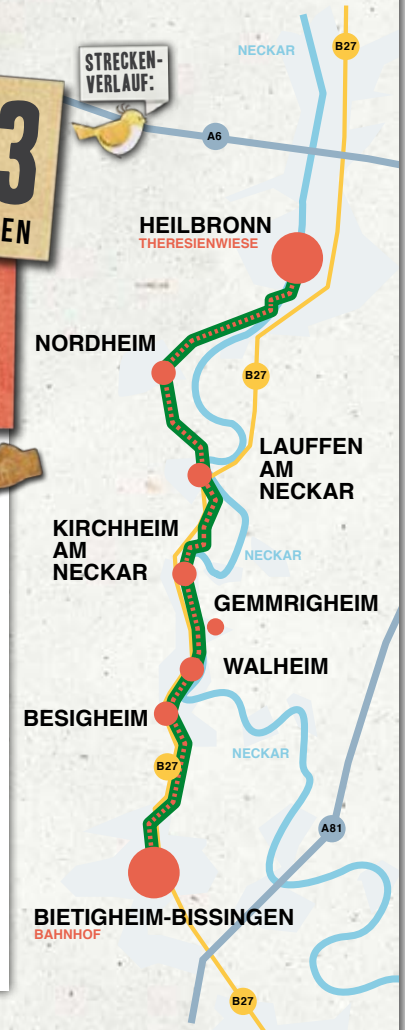 STRECKEN-
VERLAUF:
NECKAR
B27
3
A6
EN
HEILBRONN
THERESIENWIESE
NORDHEIM
B27
LAUFFEN
AM
NECKAR
KIRCHHEIM
AM
NECKAR
NECKAR
GEMMRIGHEIM
WALHEIM
BESIGHEIM
NECKAR
B27
A81
BIETIGHEIM-BISSINGEN
BAHNHOF
B27